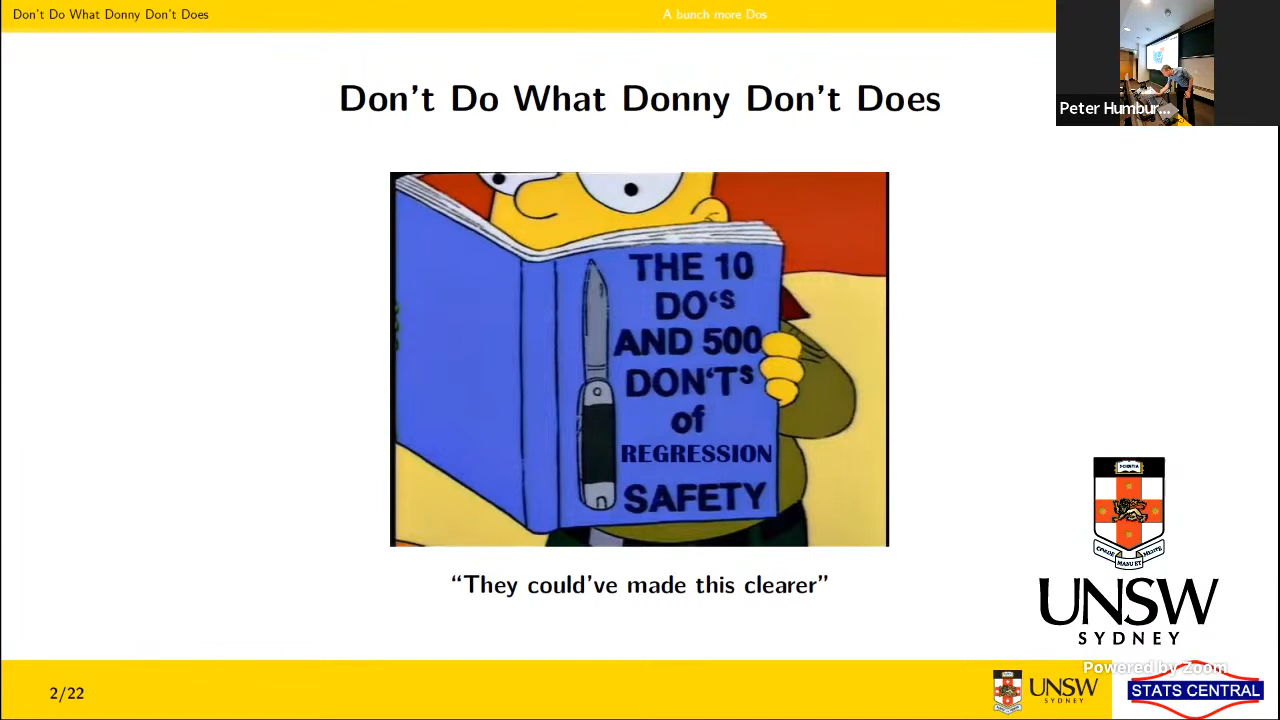 Don't Do What Donny Don't Does
A bunch more Dos
Peter Humbur...
Don't Do What Donny Don't Does
THE 10
DO's
AND 500
DON'Ts
of
REGRESSION
SAFETY
"They could've made this clearer"
UNSW
SYDNEY
Powered by Zoom
2/22
UNSW
SYDNEY
STATS CENTRAL